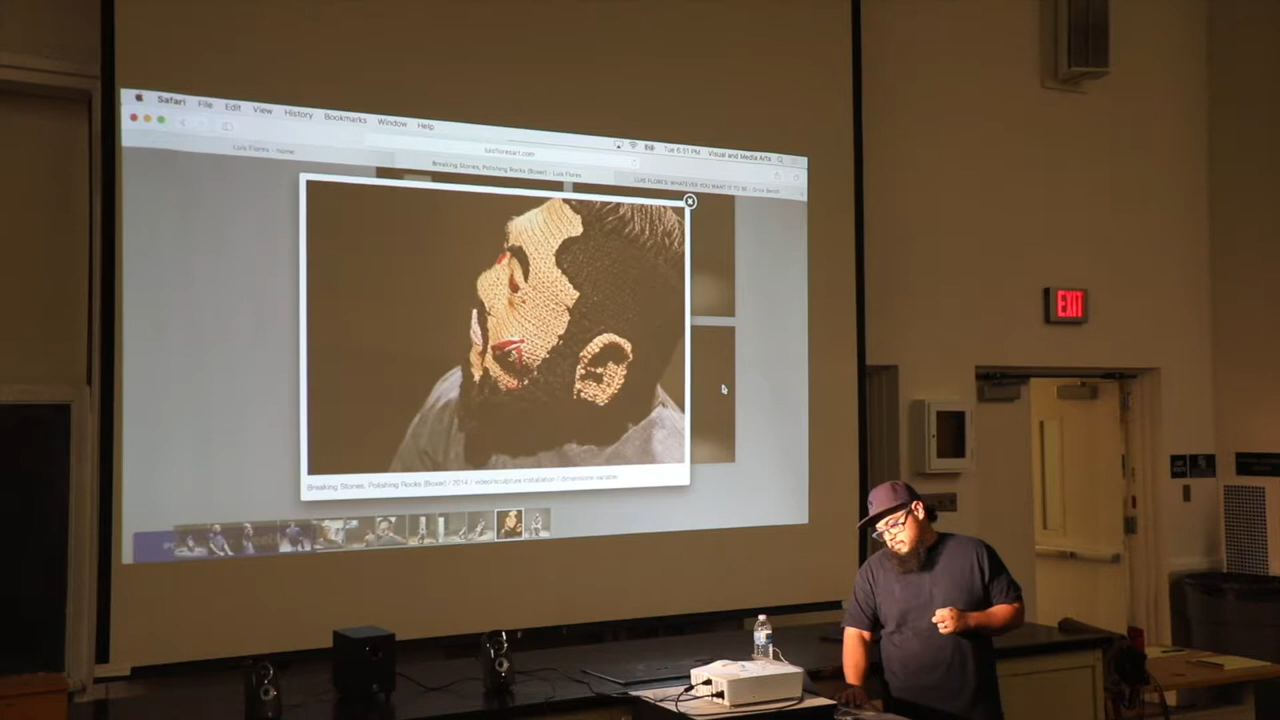 Safari File Edit View History Bookmarks Window Help
Tue 6:51 PM Visual and Media Arts
luisfloresart.com
Luis Flores - home
Breaking Stones, Polishing Rocks (Boxer) / Luis Flores
LUIS FLORES: WHATEVER YOU WANT IT TO BE -
Breaking Stones, Polishing Rocks (Boxer) / 2014 / video/sculpture installation / dimensions variable
EXIT